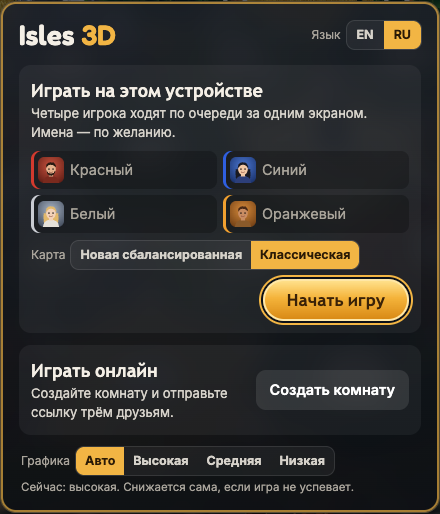 Isles 3D
Язык EN RU
Играть на этом устройстве
Четыре игрока ходят по очереди за одним экраном.
Имена — по желанию.
Красный Синий
Белый Оранжевый
Карта Новая сбалансированная Классическая
Начать игру
Играть онлайн
Создайте комнату и отправьте
ссылку трём друзьям.
Создать комнату
Графика Авто Высокая Средняя Низкая
Сейчас: высокая. Снижается сама, если игра не успевает.